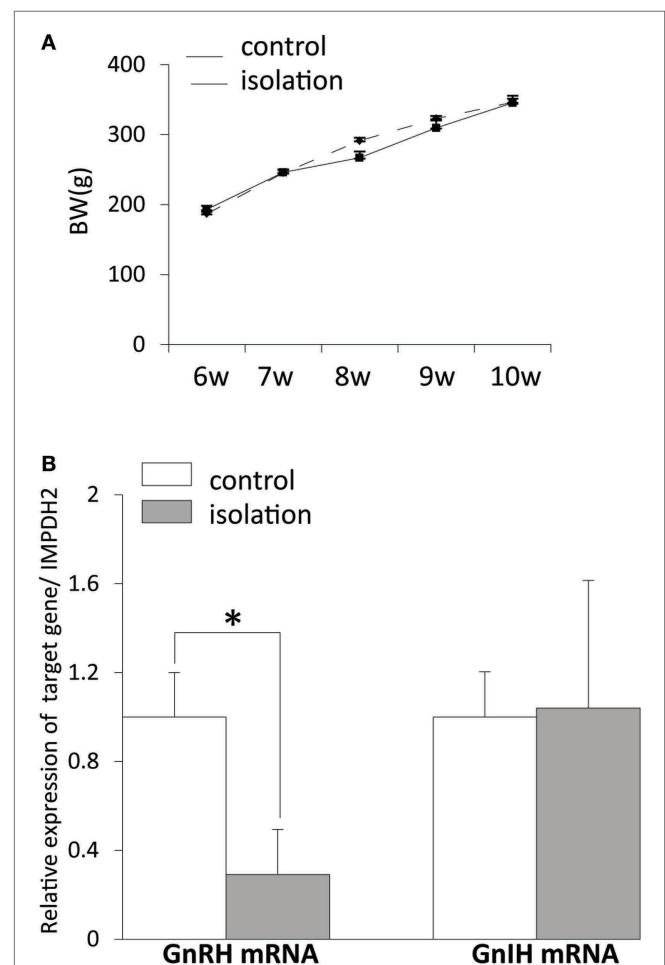 A
control
isolation
BW(g)
400
300
200
100
0
6w 7w 8w 9w 10w
B
control
isolation
Relative expression of target gene/ IMPDH2
2
1.6
1.2
0.8
0.4
0
*
GnRH mRNA GnIH mRNA